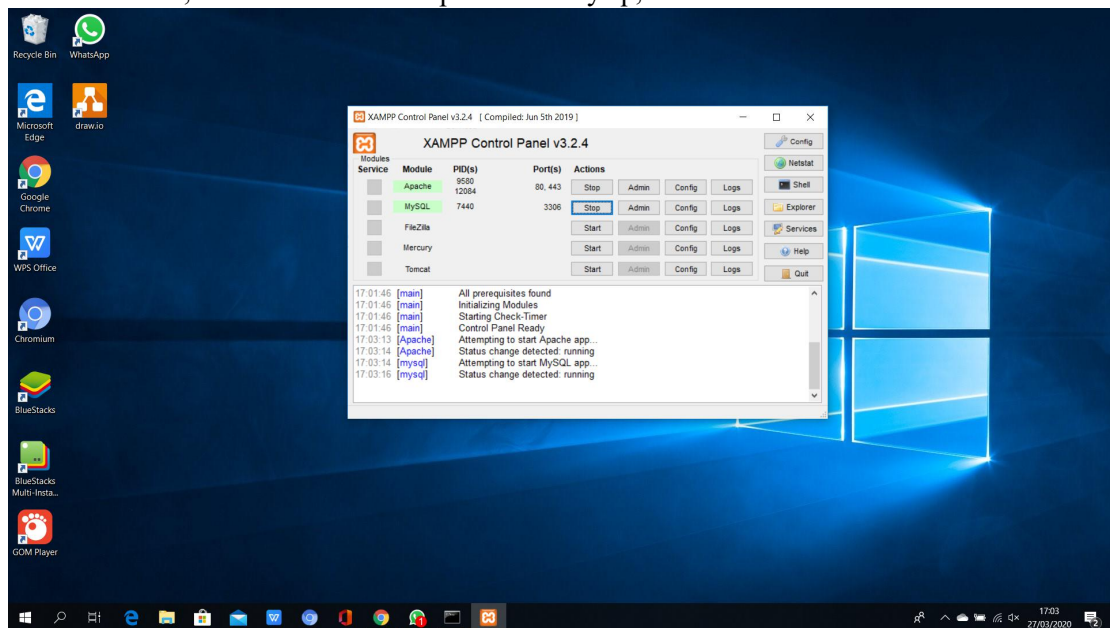 Recycle Bin
WhatsApp
Microsoft
Edge
draw.io
Google
Chrome
WPS Office
Chromium
BlueStacks
BlueStacks
Multi-Insta...
GOM Player
XAMPP Control Panel v3.2.4 [ Compiled: Jun 5th 2019 ]
XAMPP Control Panel v3.2.4
Modules
Service Module PID(s) Port(s) Actions
Apache 9580 12084 80, 443 Stop Admin Config Logs
MySQL 7440 3306 Stop Admin Config Logs
FileZilla Start Admin Config Logs
Mercury Start Admin Config Logs
Tomcat Start Admin Config Logs
Config
Netstat
Shell
Explorer
Services
Help
Quit
17:01:46 [main] All prerequisites found
17:01:46 [main] Initializing Modules
17:01:46 [main] Starting Check-Timer
17:01:46 [main] Control Panel Ready
17:03:13 [Apache] Attempting to start Apache app...
17:03:14 [Apache] Status change detected: running
17:03:14 [mysql] Attempting to start MySQL app...
17:03:16 [mysql] Status change detected: running
17:03
27/03/2020